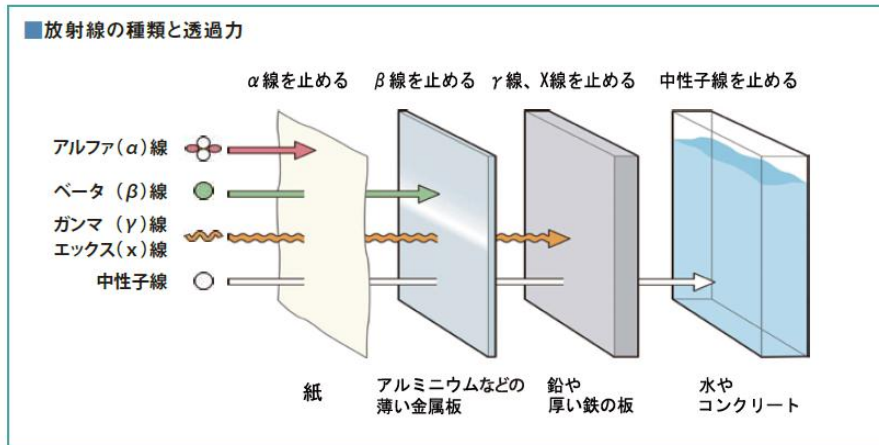 ■放射線の種類と透過力
α線を止める
β線を止める
γ線、X線を止める
中性子線を止める
アルファ(α)線
ベータ(β)線
ガンマ(γ)線
エックス(x)線
中性子線
紙
アルミニウムなどの
薄い金属板
鉛や
厚い鉄の板
水や
コンクリート